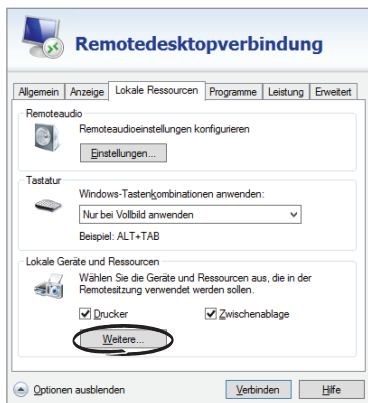 Remotedesktopverbindung
Allgemein Anzeige Lokale Ressourcen Programme Leistung Erweitert
Remoteaudio
Remoteaudioeinstellungen konfigurieren
Einstellungen...
Tastatur
Windows-Tastenkombinationen anwenden:
Nur bei Vollbild anwenden
Beispiel: ALT+TAB
Lokale Geräte und Ressourcen
Wählen Sie die Geräte und Ressourcen aus, die in der
Remotesitzung verwendet werden sollen.
Drucker Zwischenablage
Weitere...
Optionen ausblenden Verbinden Hilfe